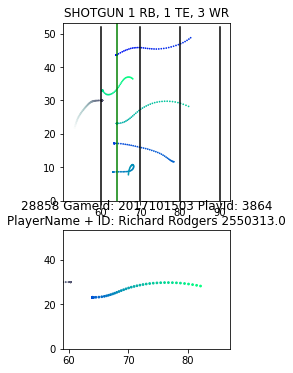 SHOTGUN 1 RB, 1 TE, 3 WR
50
40
30
20
10
0
60 70 80 90
28858 GameId: 2017101503 PlayId: 3864
PlayerName + ID: Richard Rodgers 2550313.0
40
20
0
60 70 80